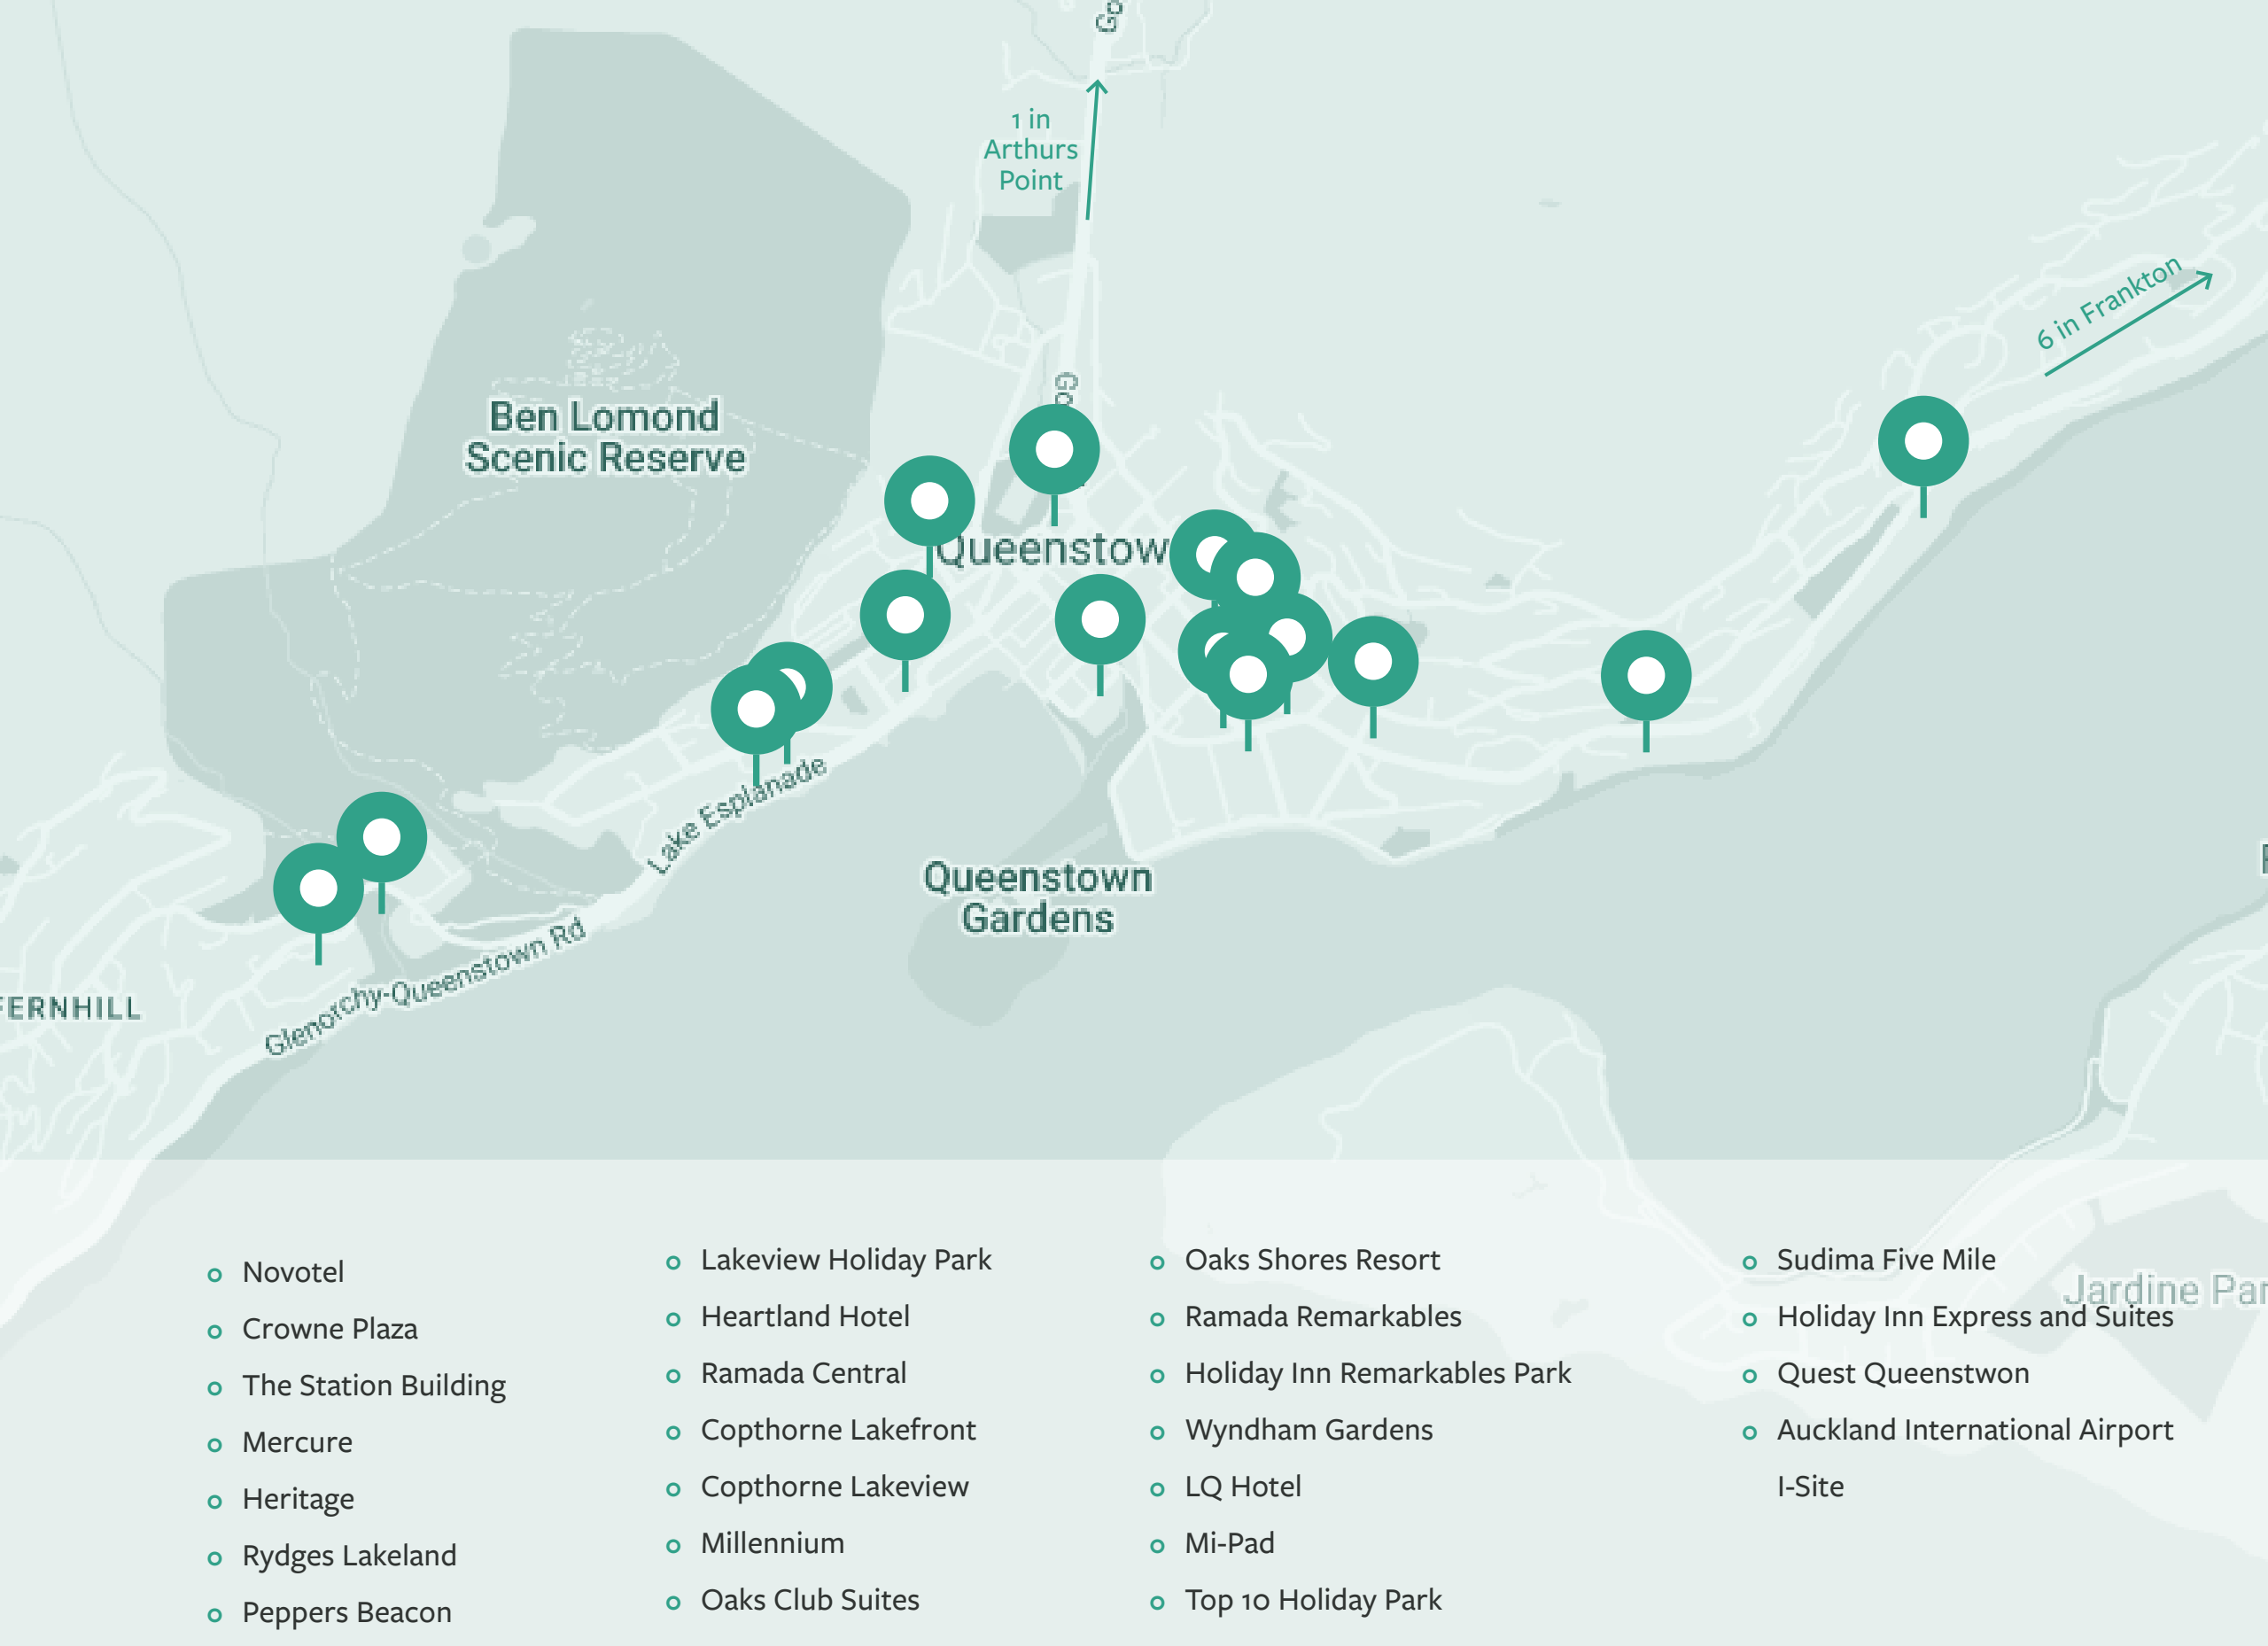 Go
1 in
Arthurs
Point
6 in Frankton
Go
Ben Lomond
Scenic Reserve
Queenstow
Lake Esplanade
Queenstown
Gardens
Glenorchy-Queenstown Rd
FERNHILL
Jardine Par
Novotel
Crowne Plaza
The Station Building
Mercure
Heritage
Rydges Lakeland
Peppers Beacon
Lakeview Holiday Park
Heartland Hotel
Ramada Central
Copthorne Lakefront
Copthorne Lakeview
Millennium
Oaks Club Suites
Oaks Shores Resort
Ramada Remarkables
Holiday Inn Remarkables Park
Wyndham Gardens
LQ Hotel
Mi-Pad
Top 10 Holiday Park
Sudima Five Mile
Holiday Inn Express and Suites
Quest Queenstwon
Auckland International Airport
I-Site